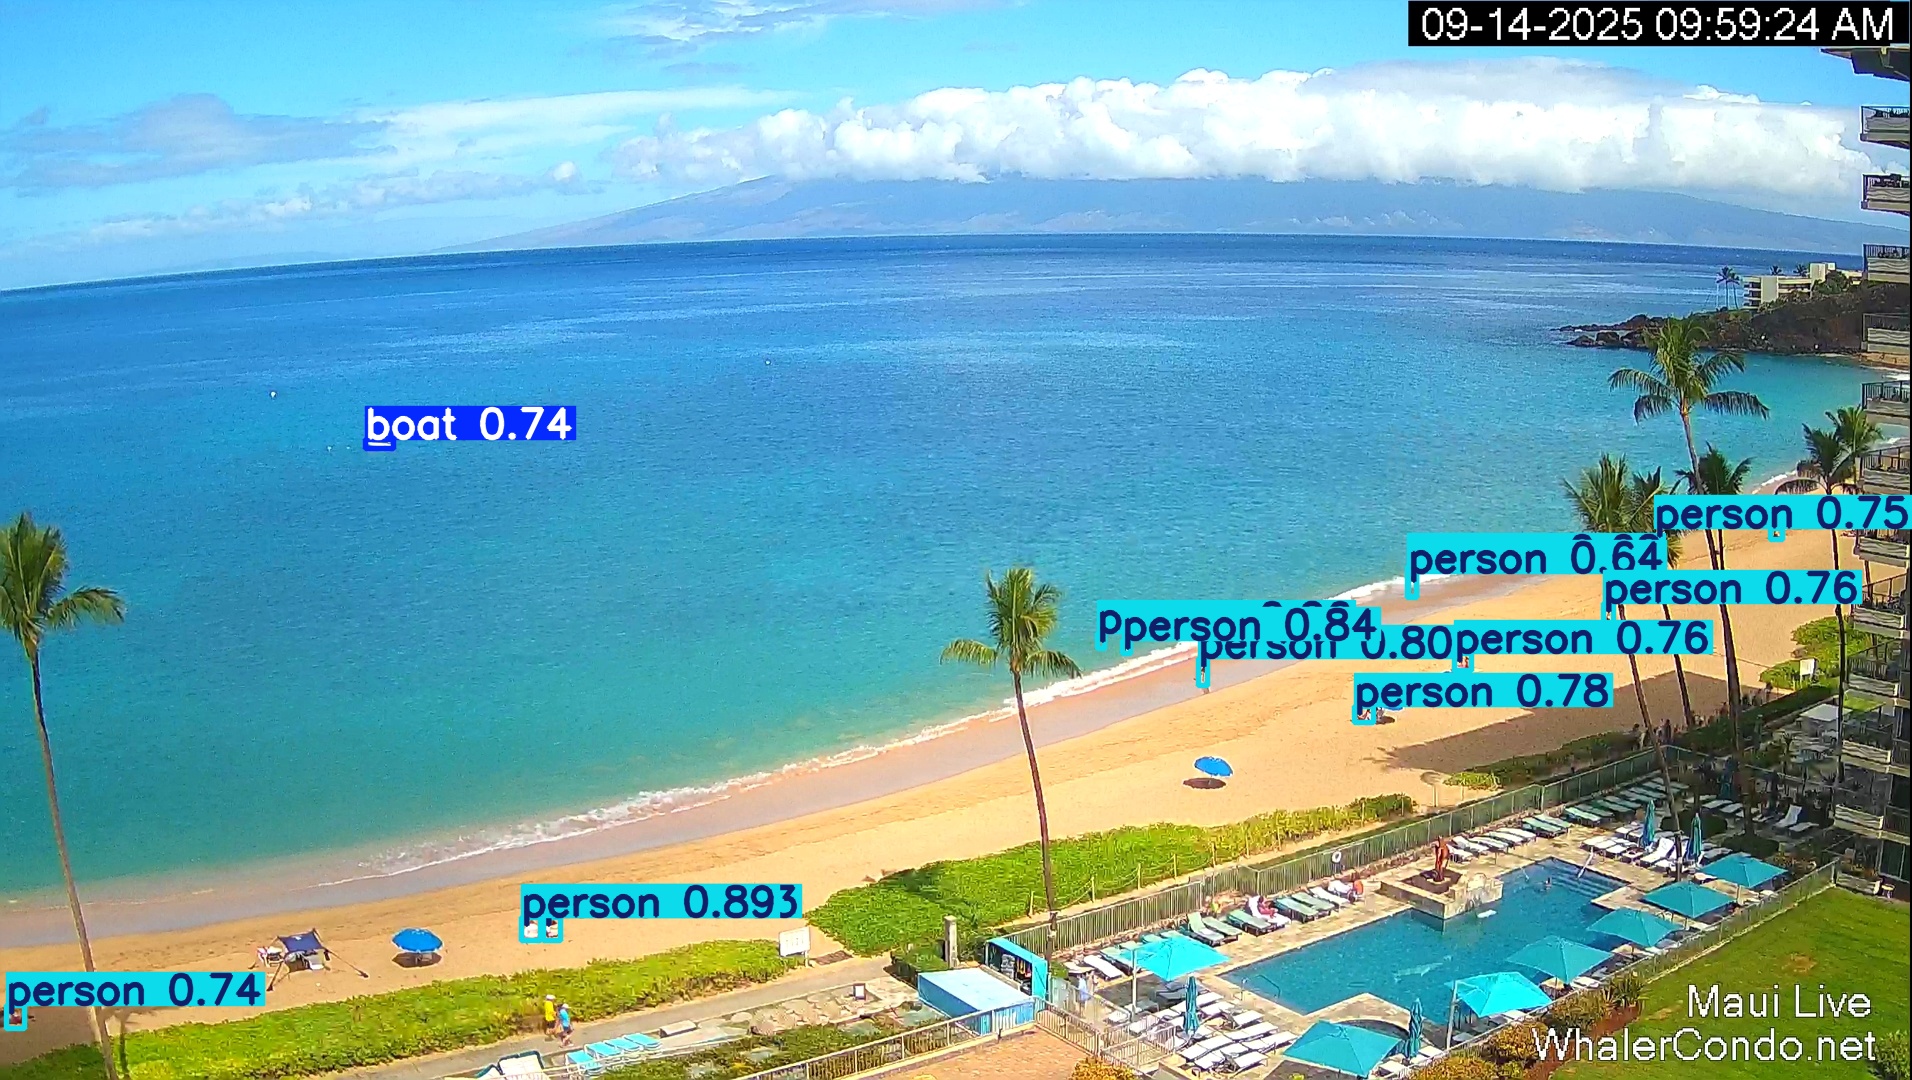 09-14-2025 09:59:24 AM
boat 0.74
person 0.75
person 0.64
person 0.76
person 0.84
person 0.80
person 0.76
person 0.78
person 0.893
person 0.74
Maui Live
WhalerCondo.net